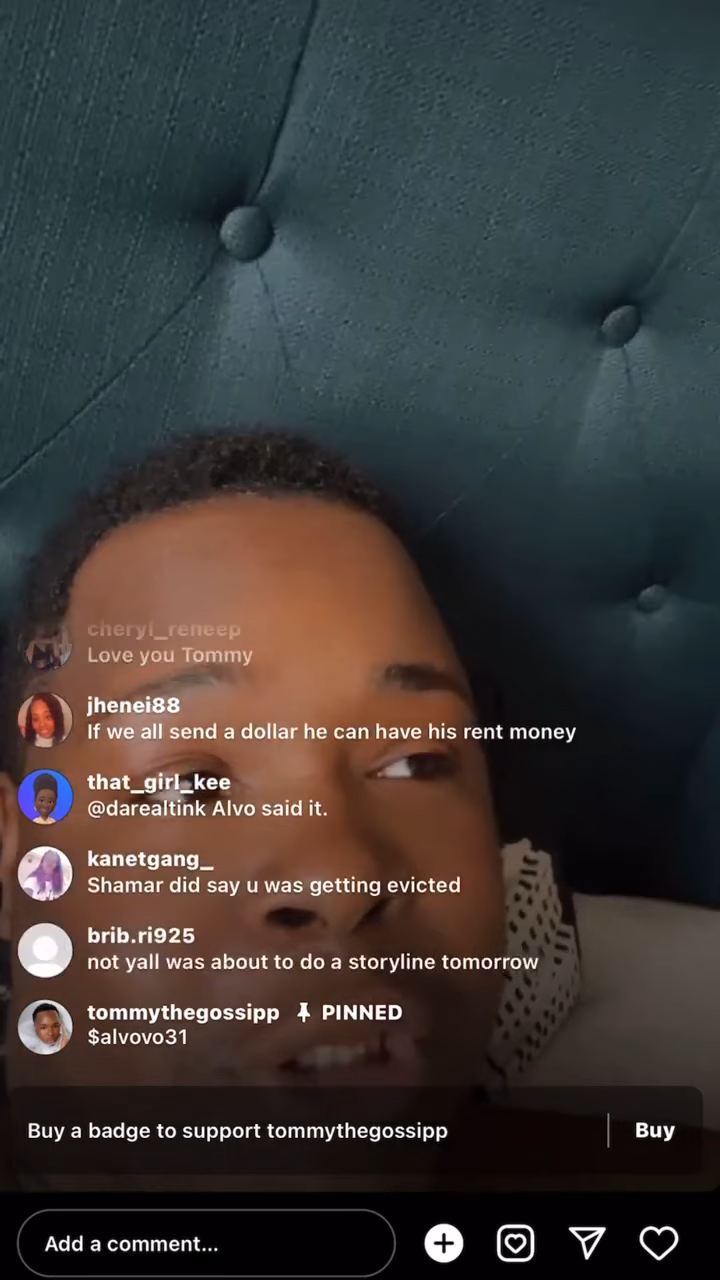 cheryl_reneep
Love you Tommy
jhenei88
If we all send a dollar he can have his rent money
that_girl_kee
@darealtink Alvo said it.
kanetgang_
Shamar did say u was getting evicted
brib.ri925
not yall was about to do a storyline tomorrow
tommythegossipp PINNED
$alvovo31
Buy a badge to support tommythegossipp
Buy
Add a comment...